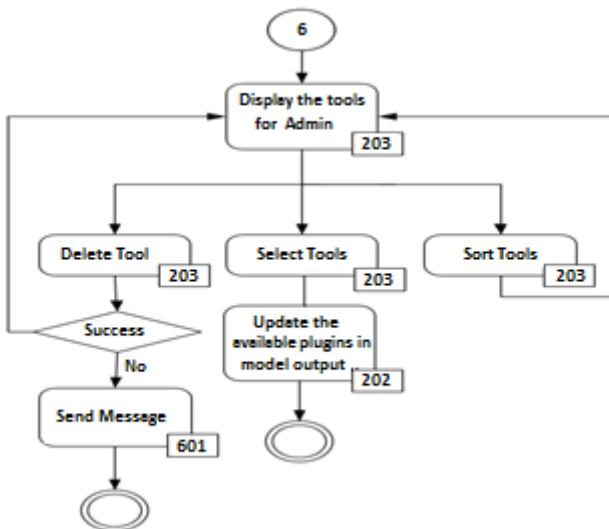 6
Display the tools
for Admin
203
Delete Tool
203
Select Tools
203
Sort Tools
203
Success
Update the
available plugins in
model output ..
202
No
Send Message
601